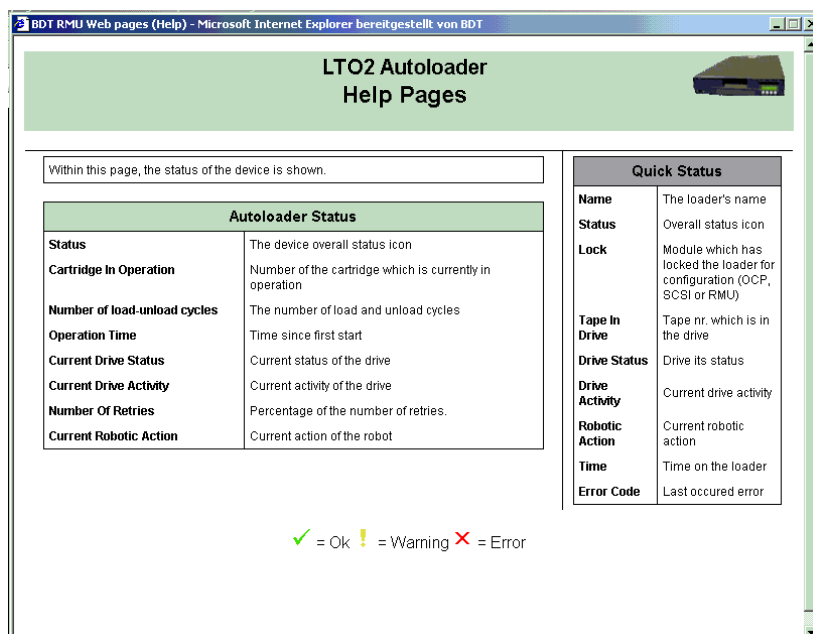 BDT RMU Web pages (Help) - Microsoft Internet Explorer bereitgestellt von BDT
LTO2 Autoloader
Help Pages
Within this page, the status of the device is shown.
Autoloader Status
Status The device overall status icon
Cartridge In Operation Number of the cartridge which is currently in
operation
Number of load-unload cycles The number of load and unload cycles
Operation Time Time since first start
Current Drive Status Current status of the drive
Current Drive Activity Current activity of the drive
Number Of Retries Percentage of the number of retries.
Current Robotic Action Current action of the robot
Quick Status
Name The loader's name
Status Overall status icon
Lock Module which has
locked the loader for
configuration (OCP,
SCSI or RMU)
Tape In Tape nr. which is in
Drive the drive
Drive Status Drive its status
Drive
Activity Current drive activity
Robotic Current robotic
Action action
Time Time on the loader
Error Code Last occured error
= Ok = Warning = Error